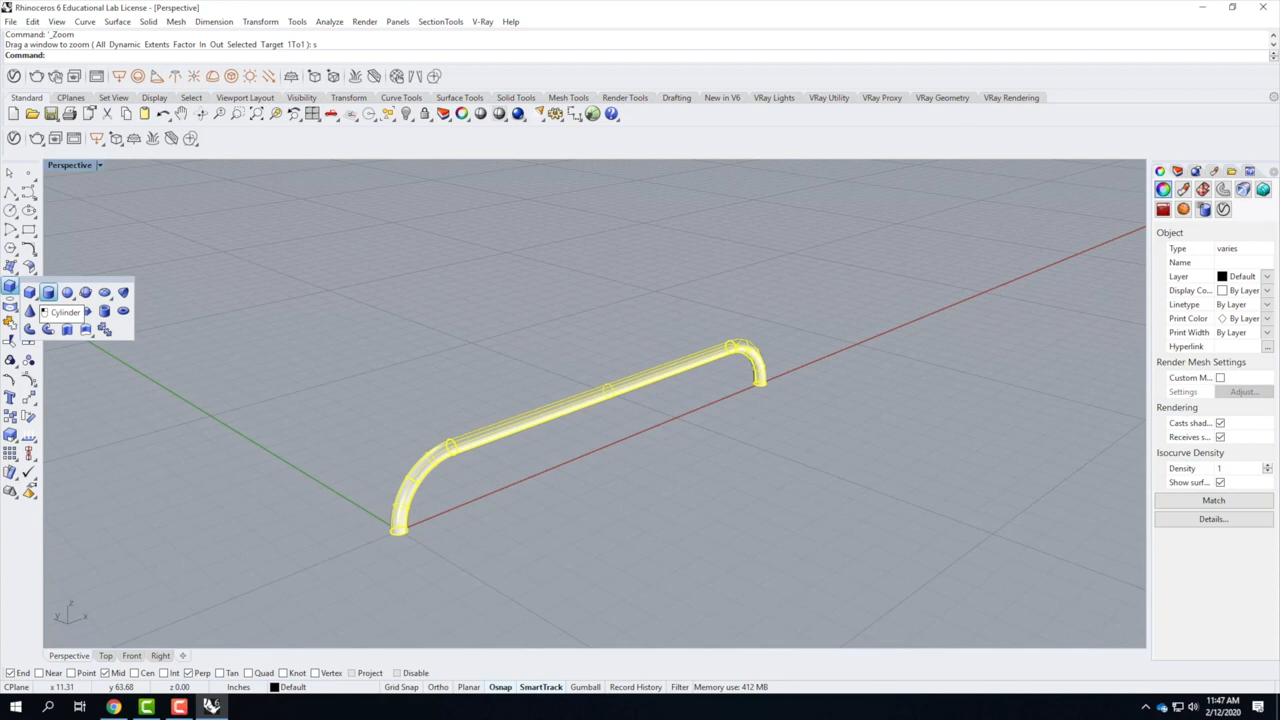 Rhinoceros 6 Educational Lab License - [Perspective]
File Edit View Curve Surface Solid Mesh Dimension Transform Tools Analyze Render Panels SectionTools V-Ray Help
Command: '_Zoom
Drag a window to zoom ( All Dynamic Extents Factor In Out Selected Target 1To1 ): s
Command:
Standard CPlanes Set View Display Select Viewport Layout Visibility Transform Curve Tools Surface Tools Solid Tools Mesh Tools Render Tools Drafting New in V6 VRay Lights VRay Utility VRay Proxy VRay Geometry VRay Rendering
Perspective
Cylinder
Object
Type varies
Name
Layer Default
Display Co... By Layer
Linetype By Layer
Print Color By Layer
Print Width By Layer
Hyperlink ...
Render Mesh Settings
Custom M...
Settings Adjust...
Rendering
Casts shad...
Receives s...
Isocurve Density
Density 1
Show surf...
Match
Details...
z
y x
Perspective Top Front Right
End Near Point Mid Cen Int Perp Tan Quad Knot Vertex Project Disable
CPlane x 11.31 y 63.68 z 0.00 Inches Default Grid Snap Ortho Planar Osnap SmartTrack Gumball Record History Filter Memory use: 412 MB
11:47 AM
2/12/2020